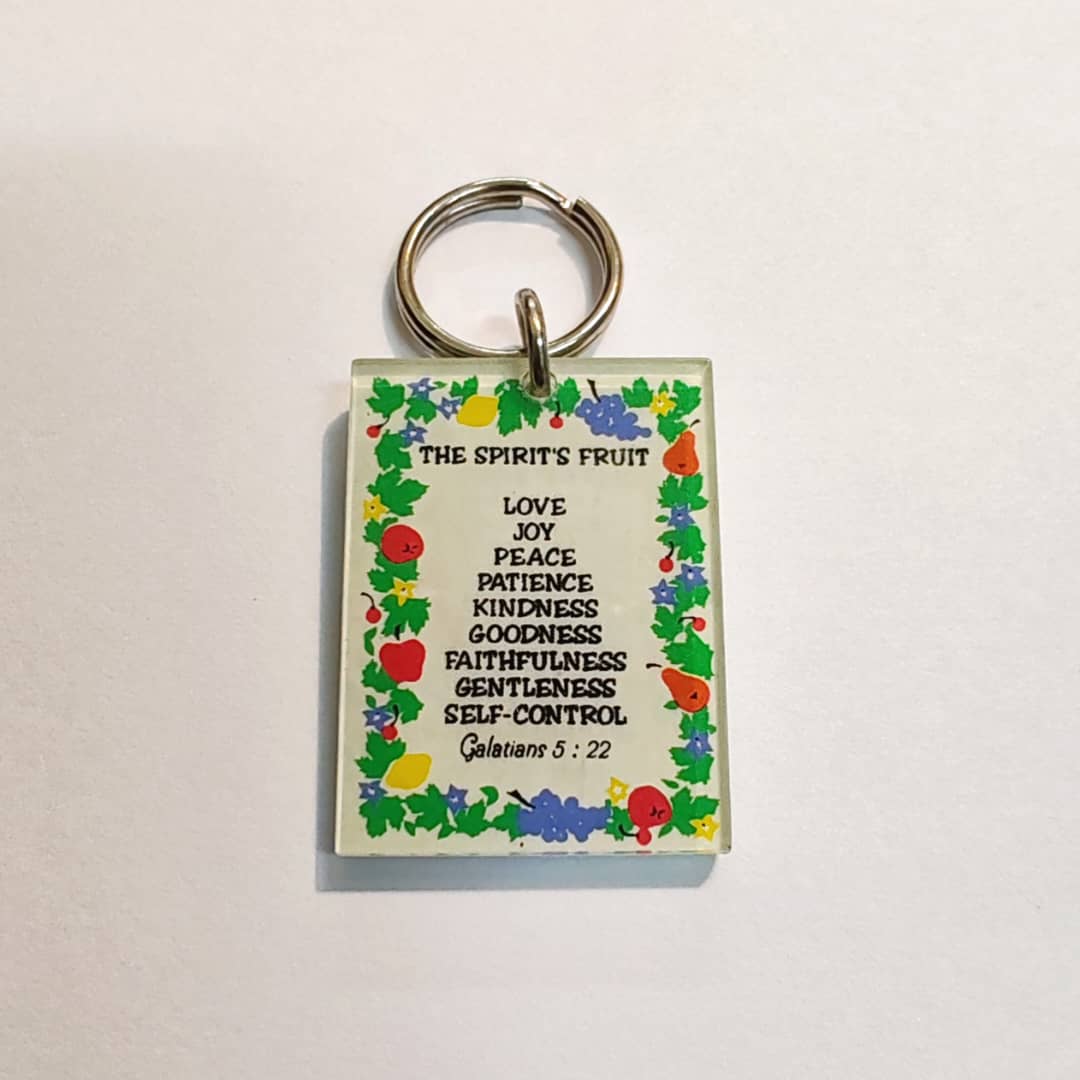 THE SPIRIT'S FRUIT
LOVE
JOY
PEACE
PATIENCE
KINDNESS
GOODNESS
FAITHFULNESS
GENTLENESS
SELF-CONTROL
Galatians 5 : 22